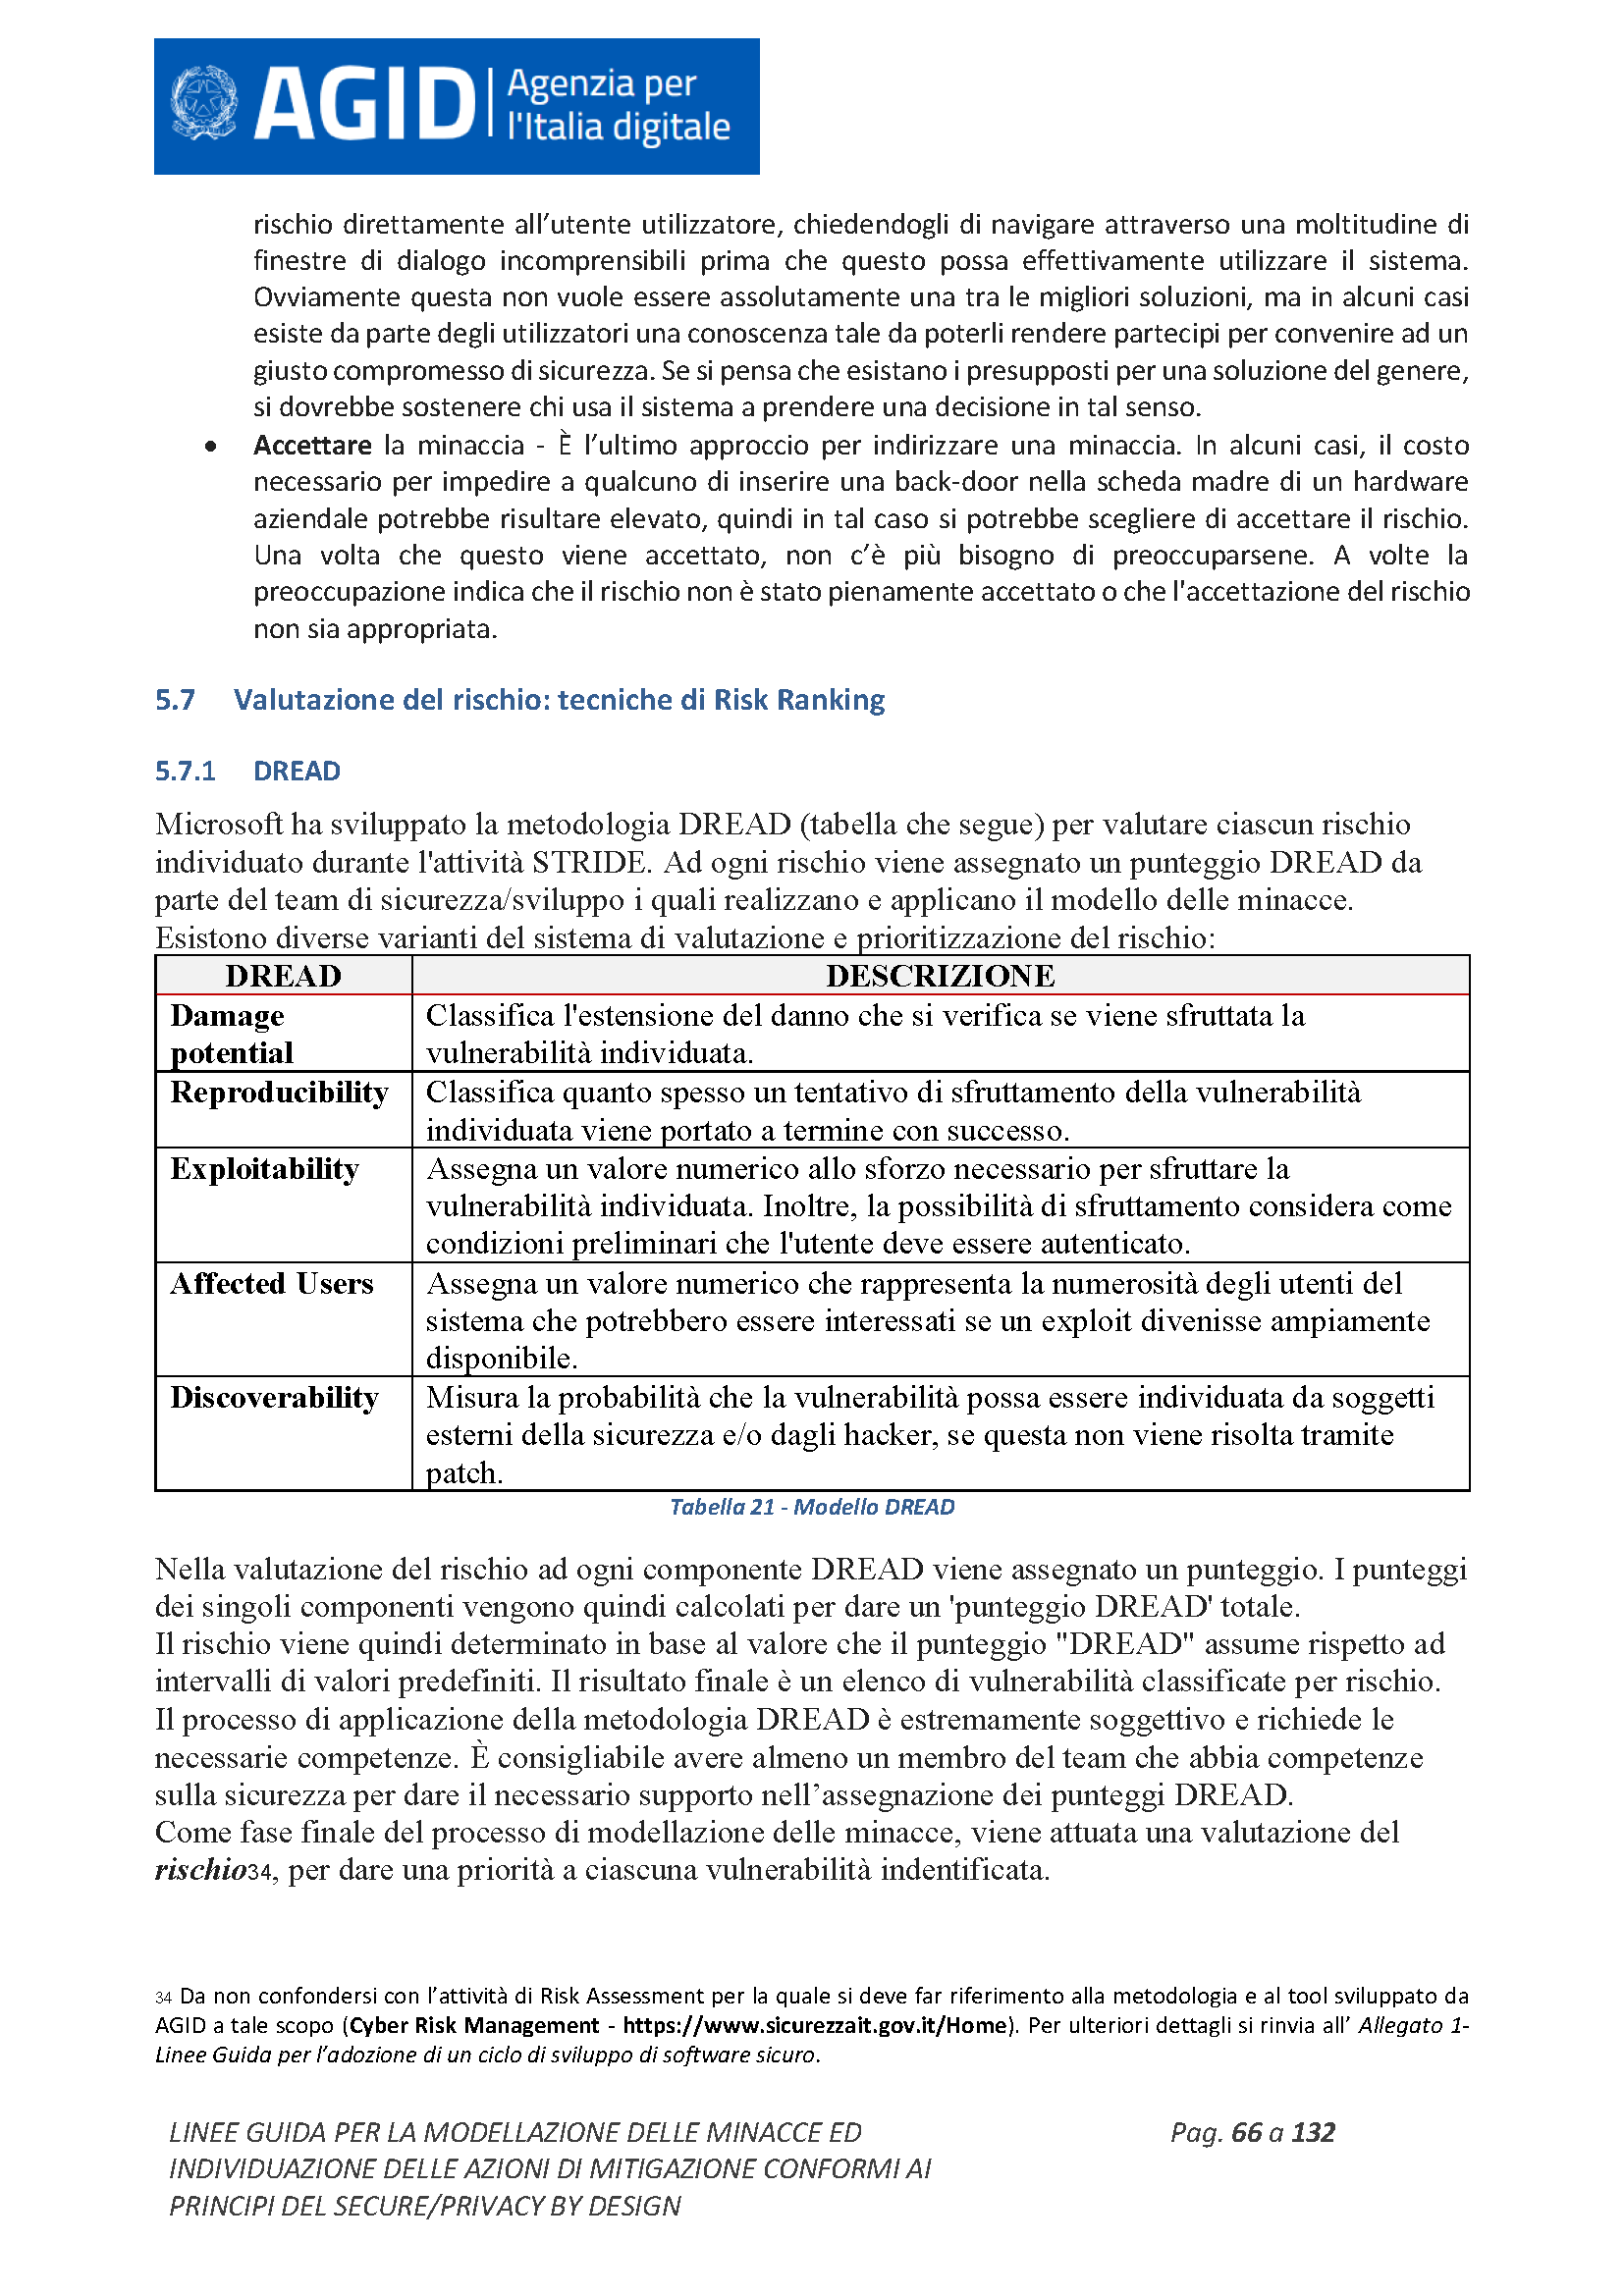 AGID
Agenzia per
l'Italia digitale
rischio direttamente all’utente utilizzatore, chiedendogli di navigare attraverso una moltitudine di
finestre di dialogo incomprensibili prima che questo possa effettivamente utilizzare il sistema.
Ovviamente questa non vuole essere assolutamente una tra le migliori soluzioni, ma in alcuni casi
esiste da parte degli utilizzatori una conoscenza tale da poterli rendere partecipi per convenire ad un
giusto compromesso di sicurezza. Se si pensa che esistano i presupposti per una soluzione del genere,
si dovrebbe sostenere chi usa il sistema a prendere una decisione in tal senso.
• Accettare la minaccia - È l’ultimo approccio per indirizzare una minaccia. In alcuni casi, il costo
necessario per impedire a qualcuno di inserire una back-door nella scheda madre di un hardware
aziendale potrebbe risultare elevato, quindi in tal caso si potrebbe scegliere di accettare il rischio.
Una volta che questo viene accettato, non c’è più bisogno di preoccuparsene. A volte la
preoccupazione indica che il rischio non è stato pienamente accettato o che l'accettazione del rischio
non sia appropriata.
5.7 Valutazione del rischio: tecniche di Risk Ranking
5.7.1 DREAD
Microsoft ha sviluppato la metodologia DREAD (tabella che segue) per valutare ciascun rischio
individuato durante l'attività STRIDE. Ad ogni rischio viene assegnato un punteggio DREAD da
parte del team di sicurezza/sviluppo i quali realizzano e applicano il modello delle minacce.
Esistono diverse varianti del sistema di valutazione e prioritizzazione del rischio:
DREAD DESCRIZIONE
Damage Classifica l'estensione del danno che si verifica se viene sfruttata la
potential vulnerabilità individuata.
Reproducibility Classifica quanto spesso un tentativo di sfruttamento della vulnerabilità
individuata viene portato a termine con successo.
Exploitability Assegna un valore numerico allo sforzo necessario per sfruttare la
vulnerabilità individuata. Inoltre, la possibilità di sfruttamento considera come
condizioni preliminari che l'utente deve essere autenticato.
Affected Users Assegna un valore numerico che rappresenta la numerosità degli utenti del
sistema che potrebbero essere interessati se un exploit divenisse ampiamente
disponibile.
Discoverability Misura la probabilità che la vulnerabilità possa essere individuata da soggetti
esterni della sicurezza e/o dagli hacker, se questa non viene risolta tramite
patch.
Tabella 21 - Modello DREAD
Nella valutazione del rischio ad ogni componente DREAD viene assegnato un punteggio. I punteggi
dei singoli componenti vengono quindi calcolati per dare un 'punteggio DREAD' totale.
Il rischio viene quindi determinato in base al valore che il punteggio "DREAD" assume rispetto ad
intervalli di valori predefiniti. Il risultato finale è un elenco di vulnerabilità classificate per rischio.
Il processo di applicazione della metodologia DREAD è estremamente soggettivo e richiede le
necessarie competenze. È consigliabile avere almeno un membro del team che abbia competenze
sulla sicurezza per dare il necessario supporto nell’assegnazione dei punteggi DREAD.
Come fase finale del processo di modellazione delle minacce, viene attuata una valutazione del
rischio34, per dare una priorità a ciascuna vulnerabilità indentificata.
34 Da non confondersi con l’attività di Risk Assessment per la quale si deve far riferimento alla metodologia e al tool sviluppato da
AGID a tale scopo (Cyber Risk Management - https://www.sicurezzait.gov.it/Home). Per ulteriori dettagli si rinvia all’ Allegato 1-
Linee Guida per l’adozione di un ciclo di sviluppo di software sicuro.
LINEE GUIDA PER LA MODELLAZIONE DELLE MINACCE ED Pag. 66 a 132
INDIVIDUAZIONE DELLE AZIONI DI MITIGAZIONE CONFORMI AI
PRINCIPI DEL SECURE/PRIVACY BY DESIGN